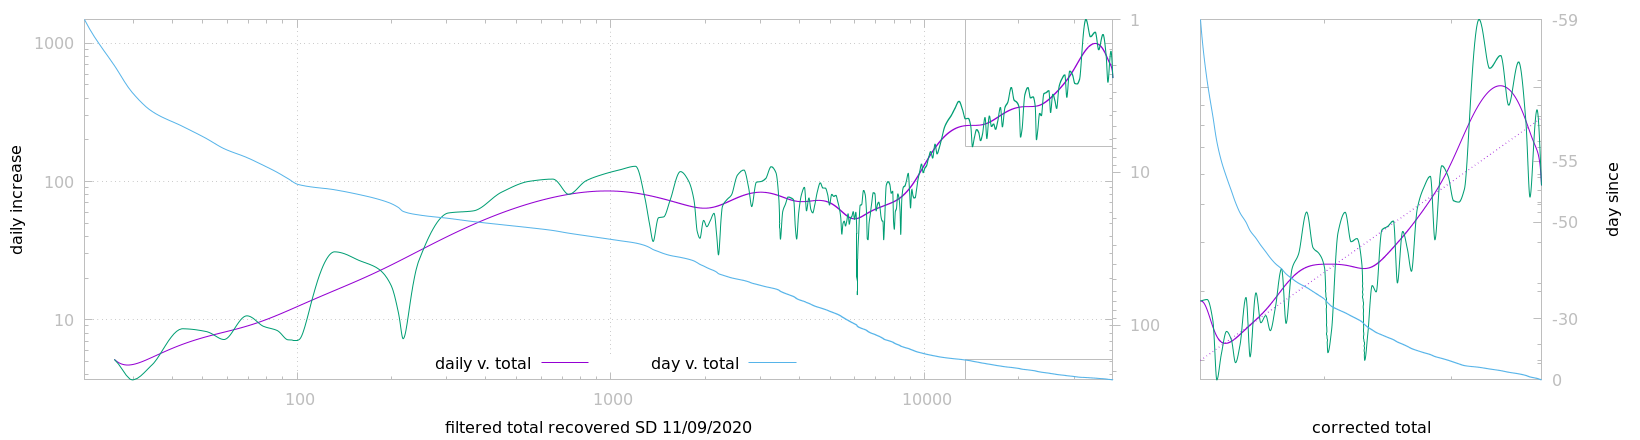 daily increase
1000
100
10
100
1000
10000
1
10
100
daily v. total
day v. total
filtered total recovered SD 11/09/2020
-59
-55
-50
-30
0
day since
corrected total